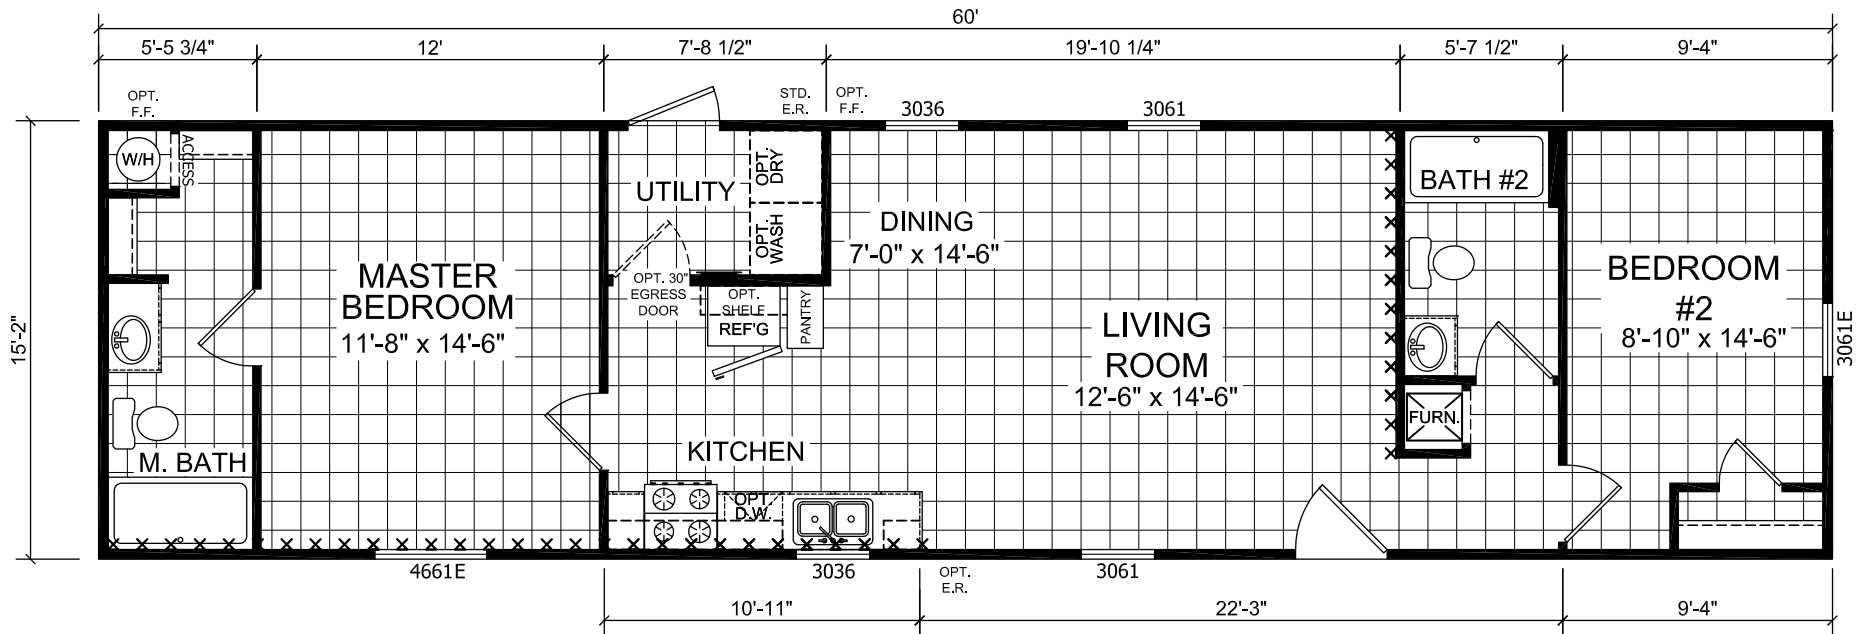 60'
5'-5 3/4"
12'
7'-8 1/2"
19'-10 1/4"
5'-7 1/2"
9'-4"
OPT.
F.F.
STD.
E.R.
OPT.
F.F.
3036
3061
15'-2"
W/H
ACCESS
MASTER
BEDROOM
11'-8" x 14'-6"
M. BATH
UTILITY
OPT.
DRY
OPT.
WASH
OPT. 30"
EGRESS
DOOR
OPT.
SHELF
REF'G
PANTRY
DINING
7'-0" x 14'-6"
KITCHEN
OPT
D.W.
LIVING
ROOM
12'-6" x 14'-6"
BATH #2
FURN.
BEDROOM
#2
8'-10" x 14'-6"
3061E
4661E
3036
OPT.
E.R.
3061
10'-11"
22'-3"
9'-4"